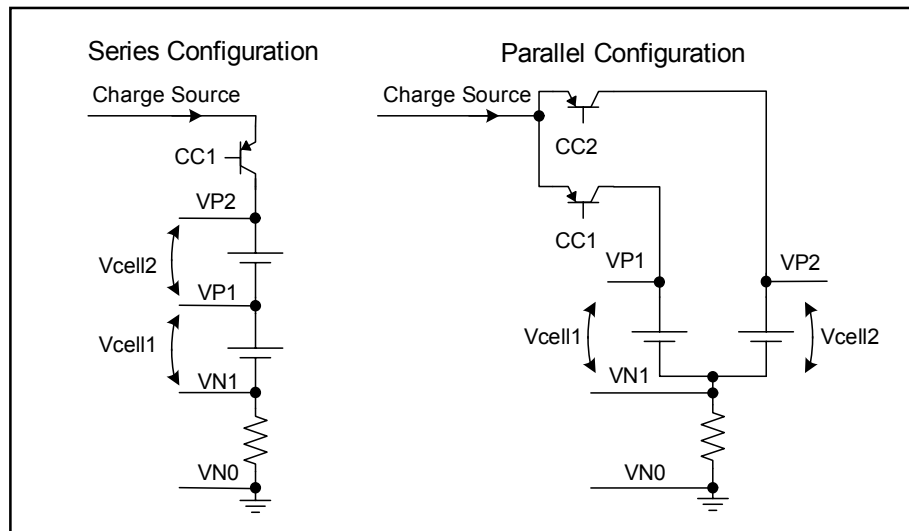 Series Configuration
Charge Source
CC1
VP2
Vcell2
VP1
Vcell1
VN1
VN0
Parallel Configuration
Charge Source
CC2
CC1
VP1
VP2
Vcell1
Vcell2
VN1
VN0